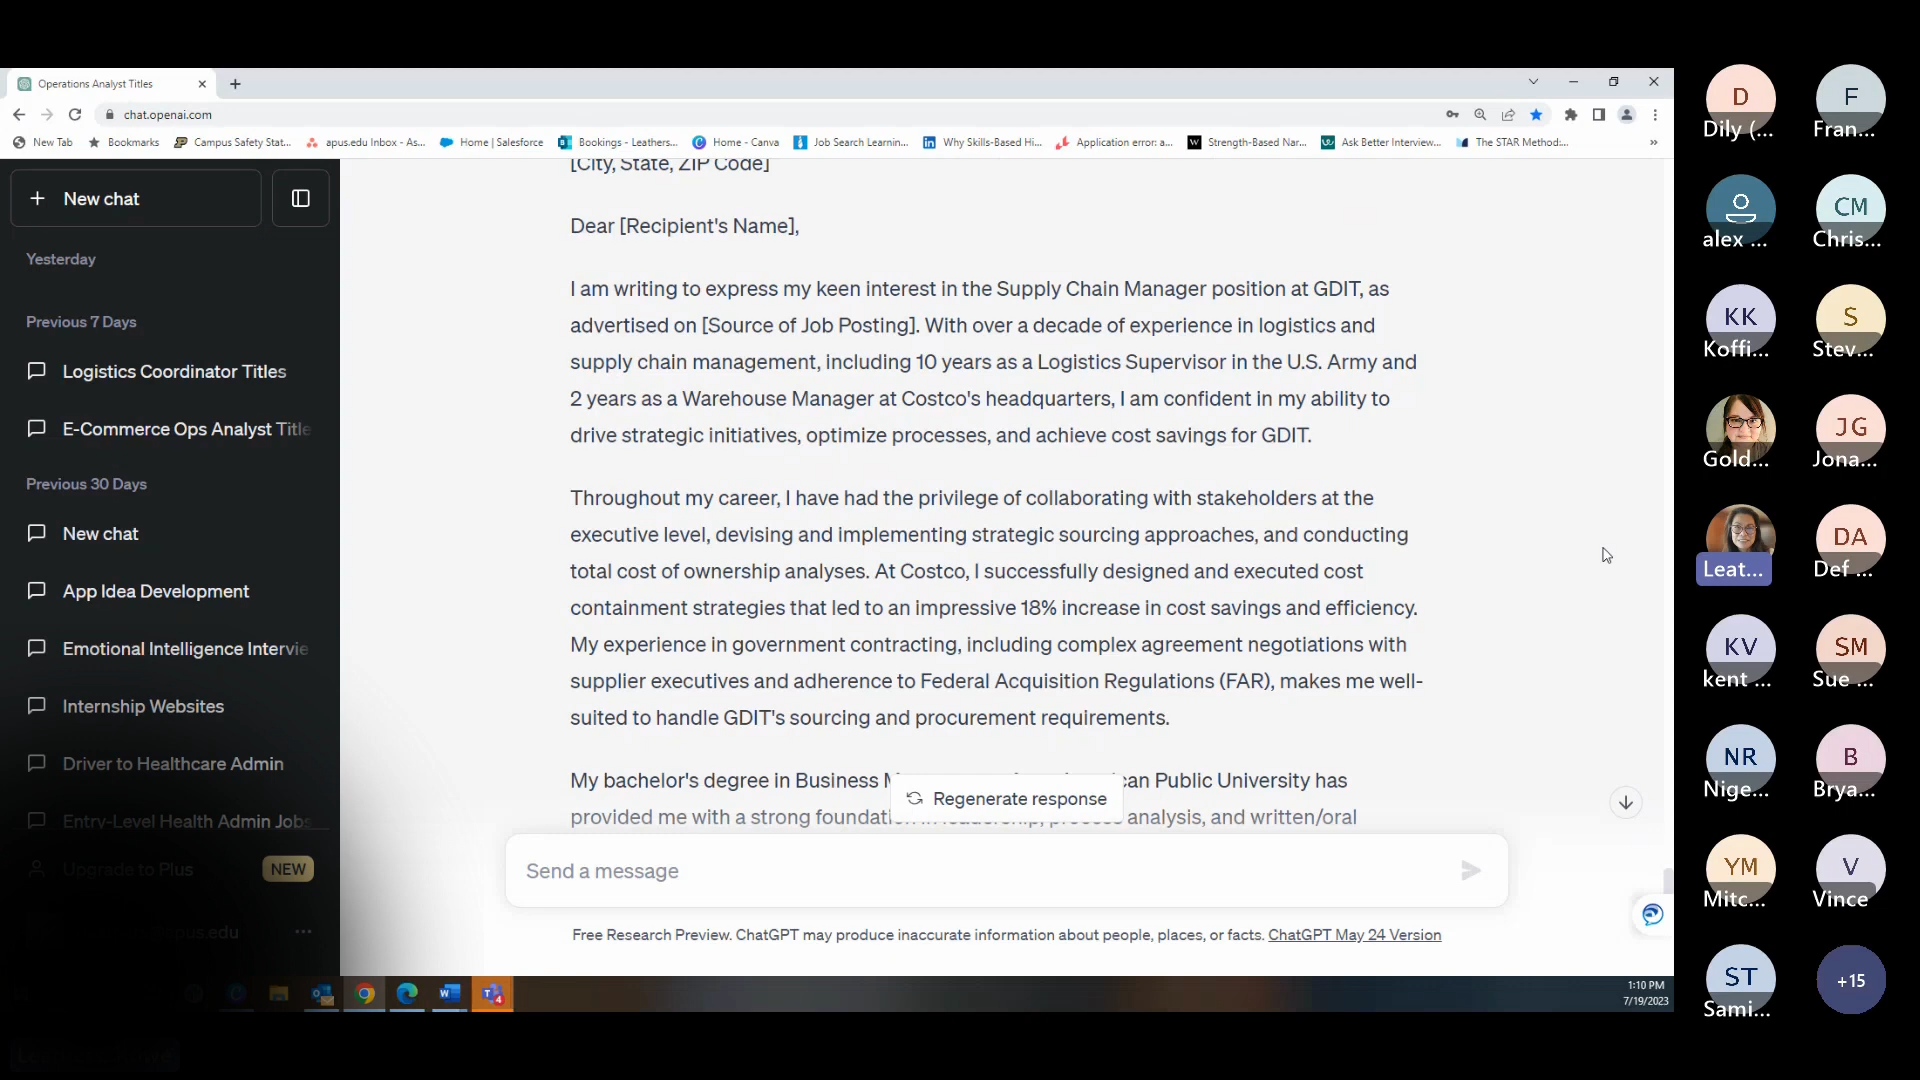 Operations Analyst Titles
chat.openai.com
New Tab
Bookmarks
Campus Safety Stat...
apus.edu Inbox - As...
Home | Salesforce
Bookings - Leathers...
Home - Canva
Job Search Learnin...
Why Skills-Based Hi...
Application error: a...
Strength-Based Nar...
Ask Better Interview...
The STAR Method:...
New chat
Yesterday
Previous 7 Days
Logistics Coordinator Titles
E-Commerce Ops Analyst Title
Previous 30 Days
New chat
App Idea Development
Emotional Intelligence Intervie
Internship Websites
Driver to Healthcare Admin
Entry-Level Health Admin Jobs
Upgrade to Plus
NEW
apus.edu
[City, State, ZIP Code]
Dear [Recipient's Name],
I am writing to express my keen interest in the Supply Chain Manager position at GDIT, as
advertised on [Source of Job Posting]. With over a decade of experience in logistics and
supply chain management, including 10 years as a Logistics Supervisor in the U.S. Army and
2 years as a Warehouse Manager at Costco's headquarters, I am confident in my ability to
drive strategic initiatives, optimize processes, and achieve cost savings for GDIT.
Throughout my career, I have had the privilege of collaborating with stakeholders at the
executive level, devising and implementing strategic sourcing approaches, and conducting
total cost of ownership analyses. At Costco, I successfully designed and executed cost
containment strategies that led to an impressive 18% increase in cost savings and efficiency.
My experience in government contracting, including complex agreement negotiations with
supplier executives and adherence to Federal Acquisition Regulations (FAR), makes me well-
suited to handle GDIT's sourcing and procurement requirements.
My bachelor's degree in Business Public University has
provided me with a strong analysis, and written/oral
Regenerate response
Send a message
Free Research Preview. ChatGPT may produce inaccurate information about people, places, or facts. ChatGPT May 24 Version
1:10 PM
7/19/2023
D
Dily (...
F
Fran...
alex ...
CM
Chris...
KK
Koffi...
S
Stev...
Gold...
JG
Jona...
Leat...
DA
Def ...
KV
kent ...
SM
Sue ...
NR
Nige...
B
Brya...
YM
Mitc...
V
Vince
ST
Sami...
+15